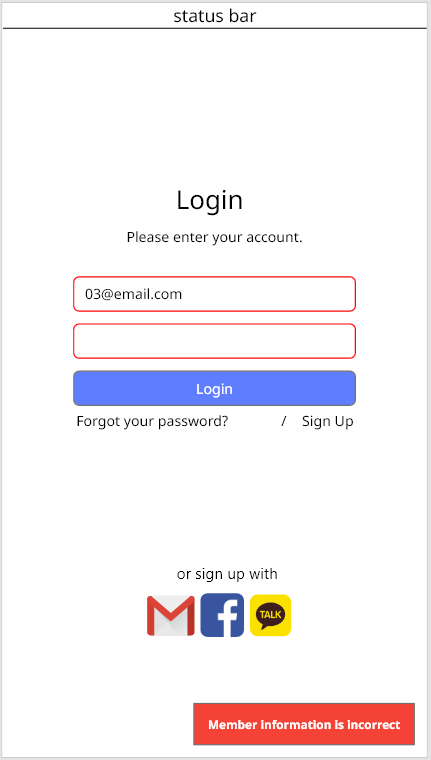 status bar
Login
Please enter your account.
03@email.com
Login
Forgot your password? / Sign Up
or sign up with
TALK
Member information is incorrect